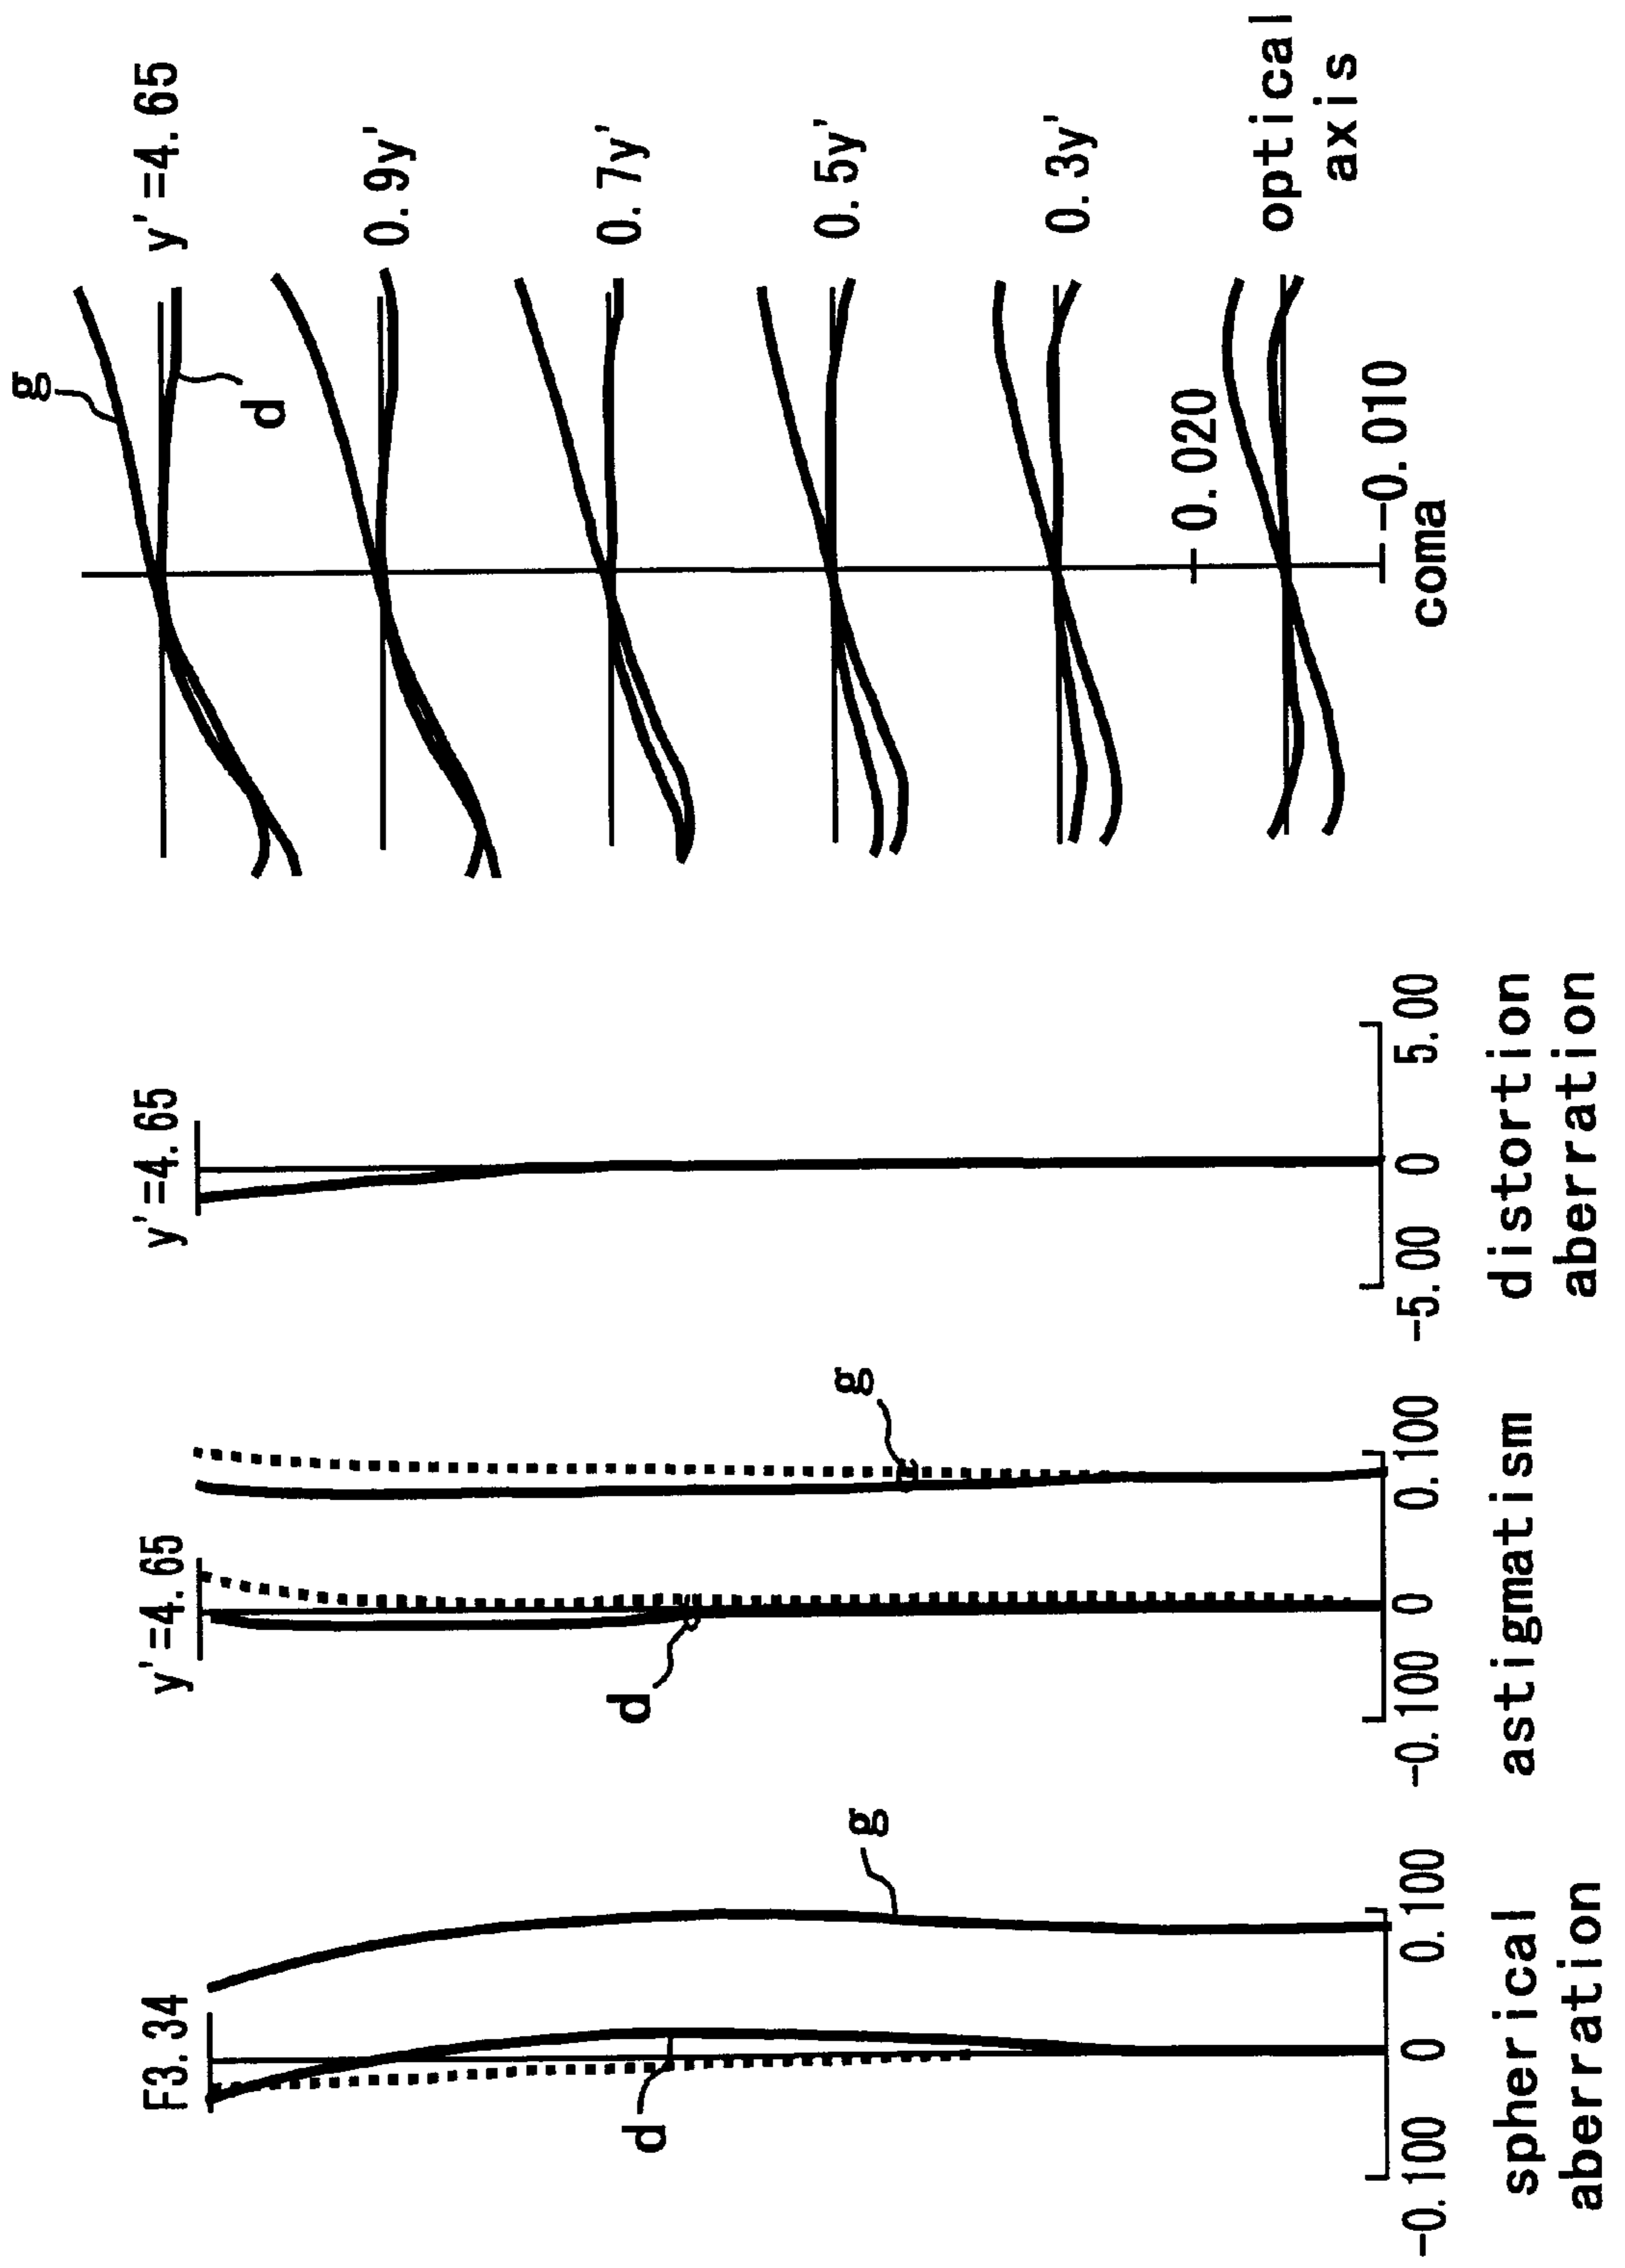 F3.34
g
d
-0.100
0
0.100
spherical
aberration
y'=4.65
g
d
-0.100
0
0.100
astigmatism
y'=4.65
-5.00
0
5.00
distortion
aberration
g
d
y'=4.65
0.9y'
0.7y'
0.5y'
0.3y'
optical
axis
0.020
-0.010
coma